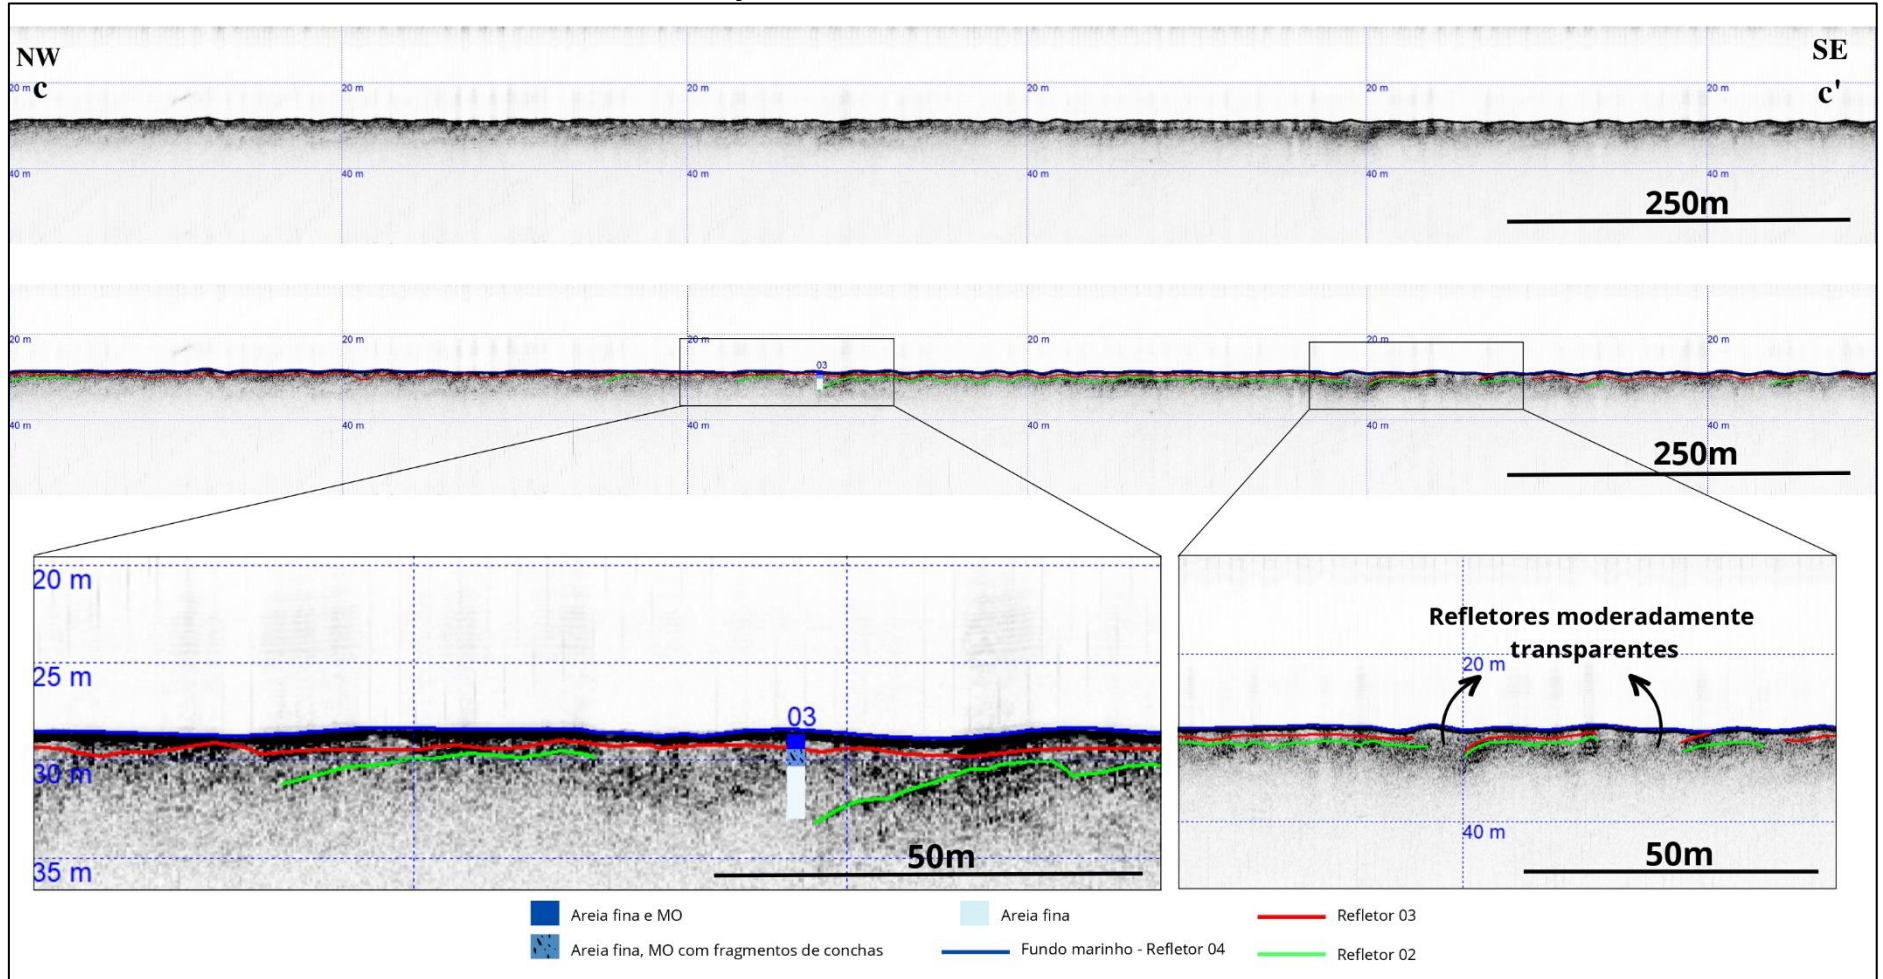 NW
SE
c
c'
20 m
20 m
20 m
20 m
20 m
20 m
40 m
40 m
40 m
40 m
40 m
40 m
250m
20 m
20 m
20 m
20 m
20 m
20 m
03
40 m
40 m
40 m
40 m
40 m
40 m
250m
20 m
25 m
03
30 m
50m
35 m
Refletores moderadamente
transparentes
20 m
40 m
50m
Areia fina e MO
Areia fina
Refletor 03
Areia fina, MO com fragmentos de conchas
Fundo marinho - Refletor 04
Refletor 02